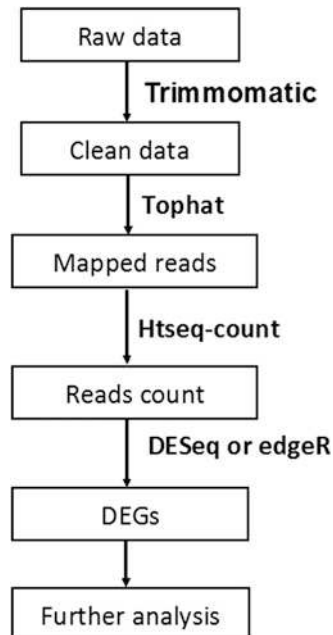 Raw data
Trimmomatic
Clean data
Tophat
Mapped reads
Htseq-count
Reads count
DESeq or edgeR
DEGs
Further analysis